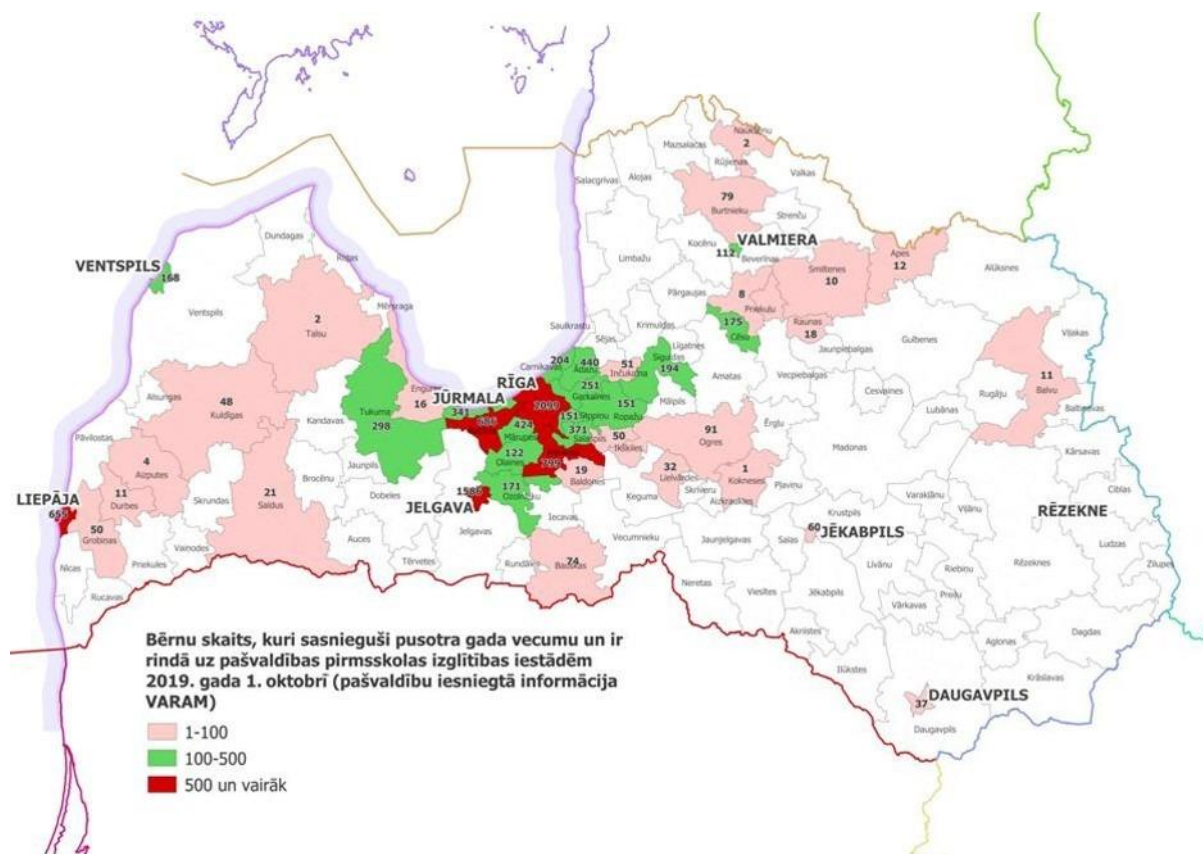 Naukšēnu
2
Mazsalacas
Rūjienas
Salacgrīvas
Alojas
Valkas
79
Burtnieku
Strenču
VALMIERA
Kocēnu
112
Beverīnas
Apes
12
Smiltenes
10
Alūksnes
Limbažu
Pārgaujas
8
Priekuļu
VENTSPILS
168
Dundagas
Rojas
Ventspils
2
Talsu
Mērsraga
175
Cēsu
Raunas
18
Gulbenes
Viļakas
Saulkrastu
Sējas
Krimuldas
Līgatnes
Jaunpiebalgas
Vecpiebalgas
Carnikavas
204
440
Ādažu
51
Inčukalna
Siguldas
194
Amatas
11
Balvu
Rugāju
Baltinavas
RĪGA
JŪRMALA
251
Garkalnes
2099
151
Ropažu
Mālpils
Cesvaines
Lubānas
Alsungas
48
Kuldīgas
Kandavas
Tukuma
298
16
341
424
Mārupes
151
Stopiņu
371
Salaspils
Ērgļu
Madonas
Kārsavas
Pāvilostas
122
Olaines
50
Ikšķiles
91
Ogres
4
Aizputes
Jaunpils
Brocēnu
19
Baldones
32
Lielvārdes
1
Kokneses
Pļaviņu
11
Durbes
Skrundas
21
Saldus
Dobeles
171
Ķeguma
Skrīveru
Aizkraukles
Varakļānu
Viļānu
Ciblas
LIEPĀJA
655
JELGAVA
Iecavas
Krustpils
RĒZEKNE
50
Grobiņas
Auces
Jelgavas
60
JĒKABPILS
Ludzas
Vaiņodes
Vecumnieku
Jaunjelgavas
Salas
Līvānu
Rēzeknes
Nīcas
Priekules
Tērvetes
Rundāles
74
Bauskas
Riebiņu
Zilupes
Rucavas
Neretas
Viesītes
Jēkabpils
Preiļu
Vārkavas
Aknīstes
Aglonas
Dagdas
Ilūkstes
Krāslavas
37
DAUGAVPILS
Daugavpils
Bērnu skaits, kuri sasnieguši pusotra gada vecumu un ir
rindā uz pašvaldības pirmsskolas izglītības iestādēm
2019. gada 1. oktobrī (pašvaldību iesniegtā informācija
VARAM)
1-100
100-500
500 un vairāk